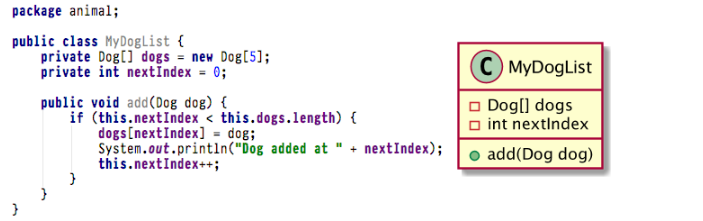 package animal;
public class MyDogList {
private Dog[] dogs = new Dog[5];
private int nextIndex = 0;
public void add(Dog dog) {
if (this.nextIndex < this.dogs.length) {
dogs[nextIndex] = dog;
System.out.println("Dog added at " + nextIndex);
this.nextIndex++;
}
}
}
C MyDogList
Dog[] dogs
int nextIndex
add(Dog dog)